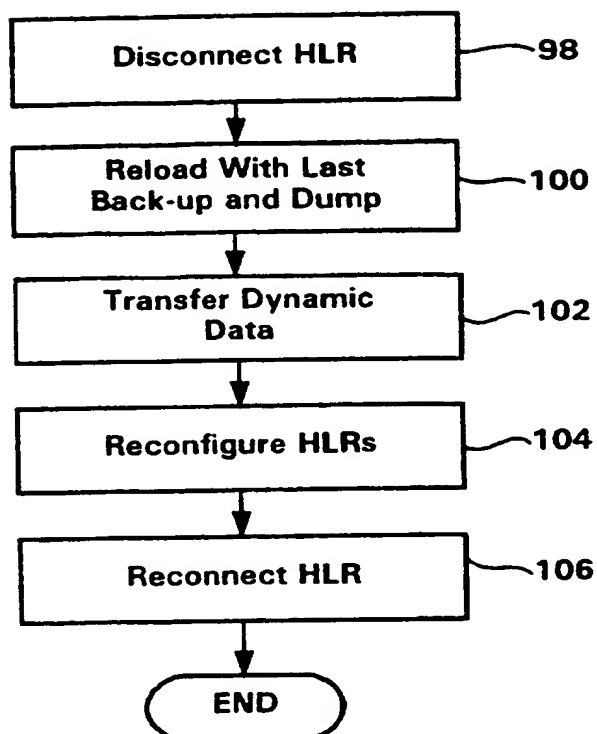 Disconnect HLR
98
Reload With Last
Back-up and Dump
100
Transfer Dynamic
Data
102
Reconfigure HLRs
104
Reconnect HLR
106
END